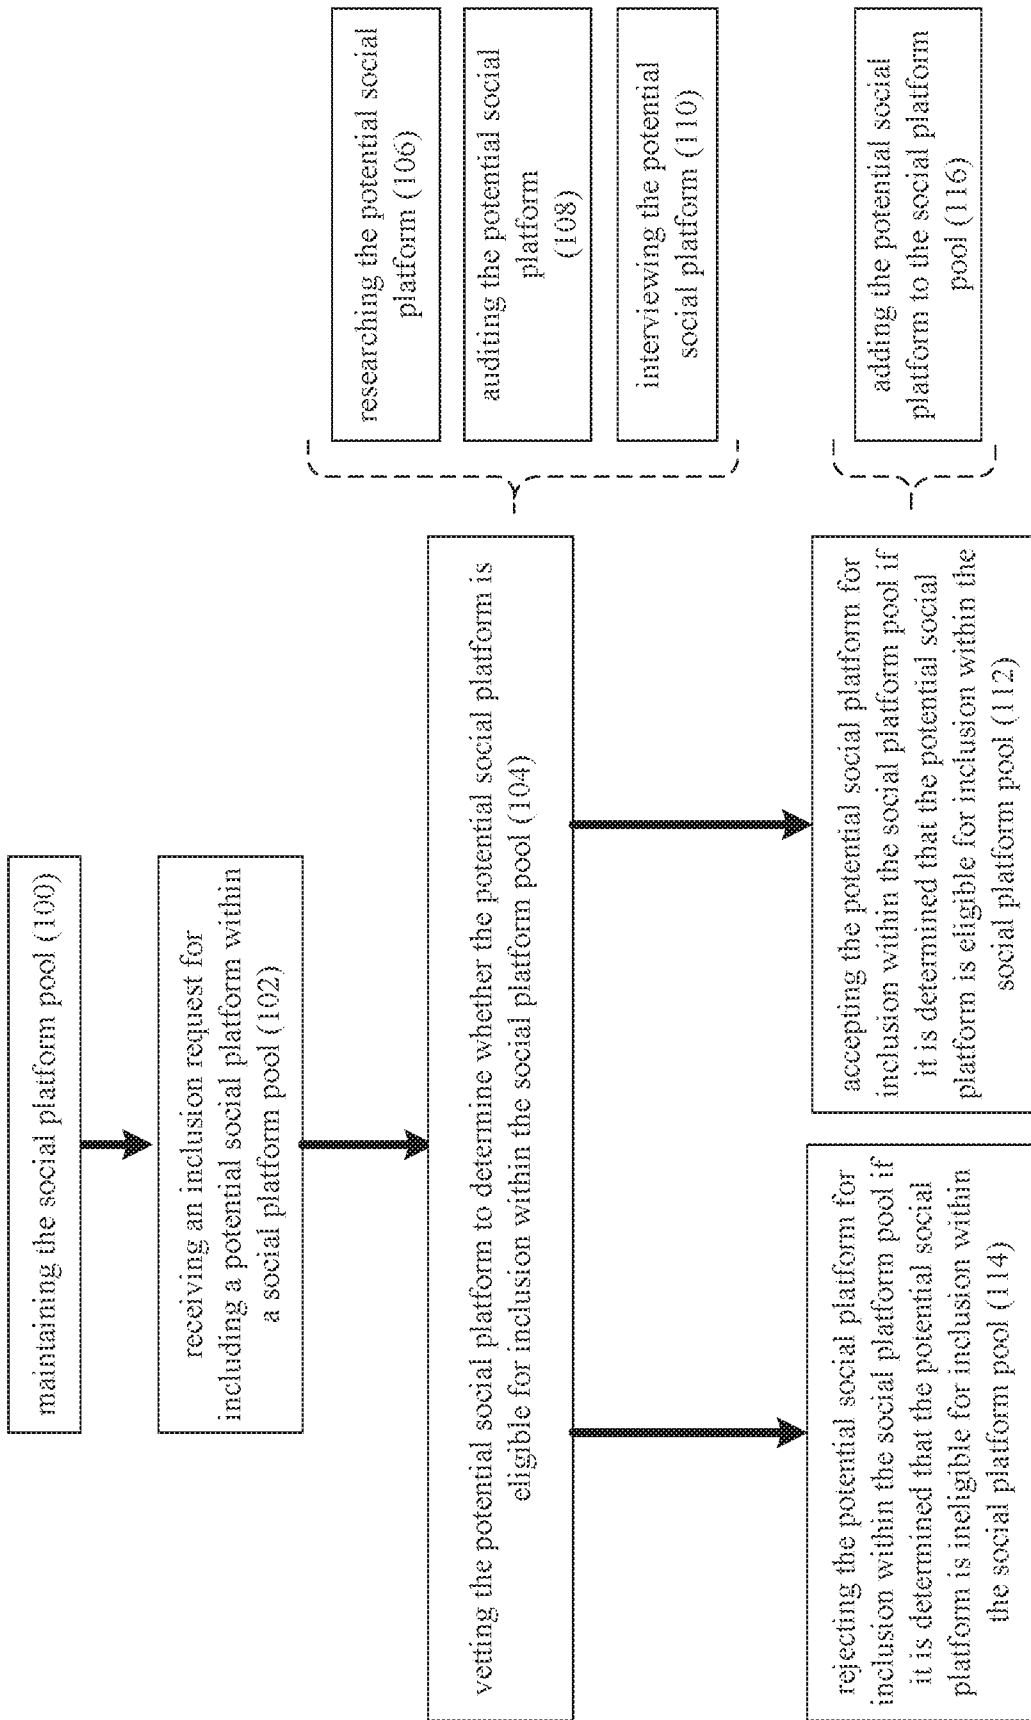 maintaining the social platform pool (100)
receiving an inclusion request for
including a potential social platform within
a social platform pool (102)
vetting the potential social platform to determine whether the potential social platform is
eligible for inclusion within the social platform pool (104)
researching the potential social
platform (106)
auditing the potential social
platform
(108)
interviewing the potential
social platform (110)
rejecting the potential social platform for
inclusion within the social platform pool if
it is determined that the potential social
platform is ineligible for inclusion within
the social platform pool (114)
accepting the potential social platform for
inclusion within the social platform pool if
it is determined that the potential social
platform is eligible for inclusion within the
social platform pool (112)
adding the potential social
platform to the social platform
pool (116)